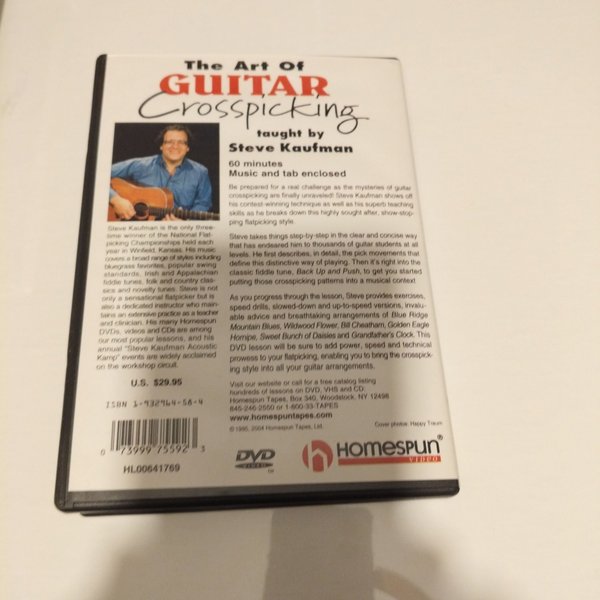 The Art Of
GUITAR
Crosspicking
taught by
Steve Kaufman
60 minutes
Music and tab enclosed
Be prepared for a real challenge as the mysteries of guitar
crosspicking are finally unraveled! Steve Kaufman shows off
his contest-winning technique as well as his superb teaching
skills as he breaks down this highly sought after, show-stop-
ping flatpicking style.
Steve takes things step-by-step in the clear and concise way
that has endeared him to thousands of guitar students at all
levels. He first describes, in detail, the pick movements that
define this distinctive way of playing. Then it's right into the
classic fiddle tune, Back Up and Push, to get you started
putting those crosspicking patterns into a musical context.
As you progress through the lesson, Steve provides exercises,
speed drills, slowed-down and up-to-speed versions, invalu-
able advice and breathtaking arrangements of Blue Ridge
Mountain Blues, Wildwood Flower, Bill Cheatham, Golden Eagle
Hornpipe, Sweet Bunch of Daisies and Grandfather's Clock. This
DVD lesson will be sure to add power, speed and technical
prowess to your flatpicking, enabling you to bring the crosspick-
ing style into all your guitar arrangements.
Visit our website or call for a free catalog listing
hundreds of lessons on DVD, VHS and CD.
Homespun Tapes, Box 340, Woodstock, NY 12498
845-246-2550 or 1-800-33-TAPES
www.homespuntapes.com
© 1995, 2004 Homespun Tapes, Ltd.
Cover photos: Happy Traum
Steve Kaufman is the only three-
time winner of the National Flat-
picking Championships held each
year in Winfield, Kansas. His music
covers a broad range of styles including
bluegrass favorites, popular swing
standards, Irish and Appalachian
fiddle tunes, folk and country clas-
sics and novelty tunes. Steve is not
only a sensational flatpicker but is
also a dedicated instructor who main-
tains an extensive practice as a teacher
and clinician. His many Homespun
DVDs, videos and CDs are among
our most popular lessons, and his
annual "Steve Kaufman Acoustic
Kamp" events are widely acclaimed
on the workshop circuit.
U.S. $29.95
ISBN 1-932964-58-4
6 73999 75592 3
HL00641769
DVD
VIDEO
h HOMESPUN®
VIDEO